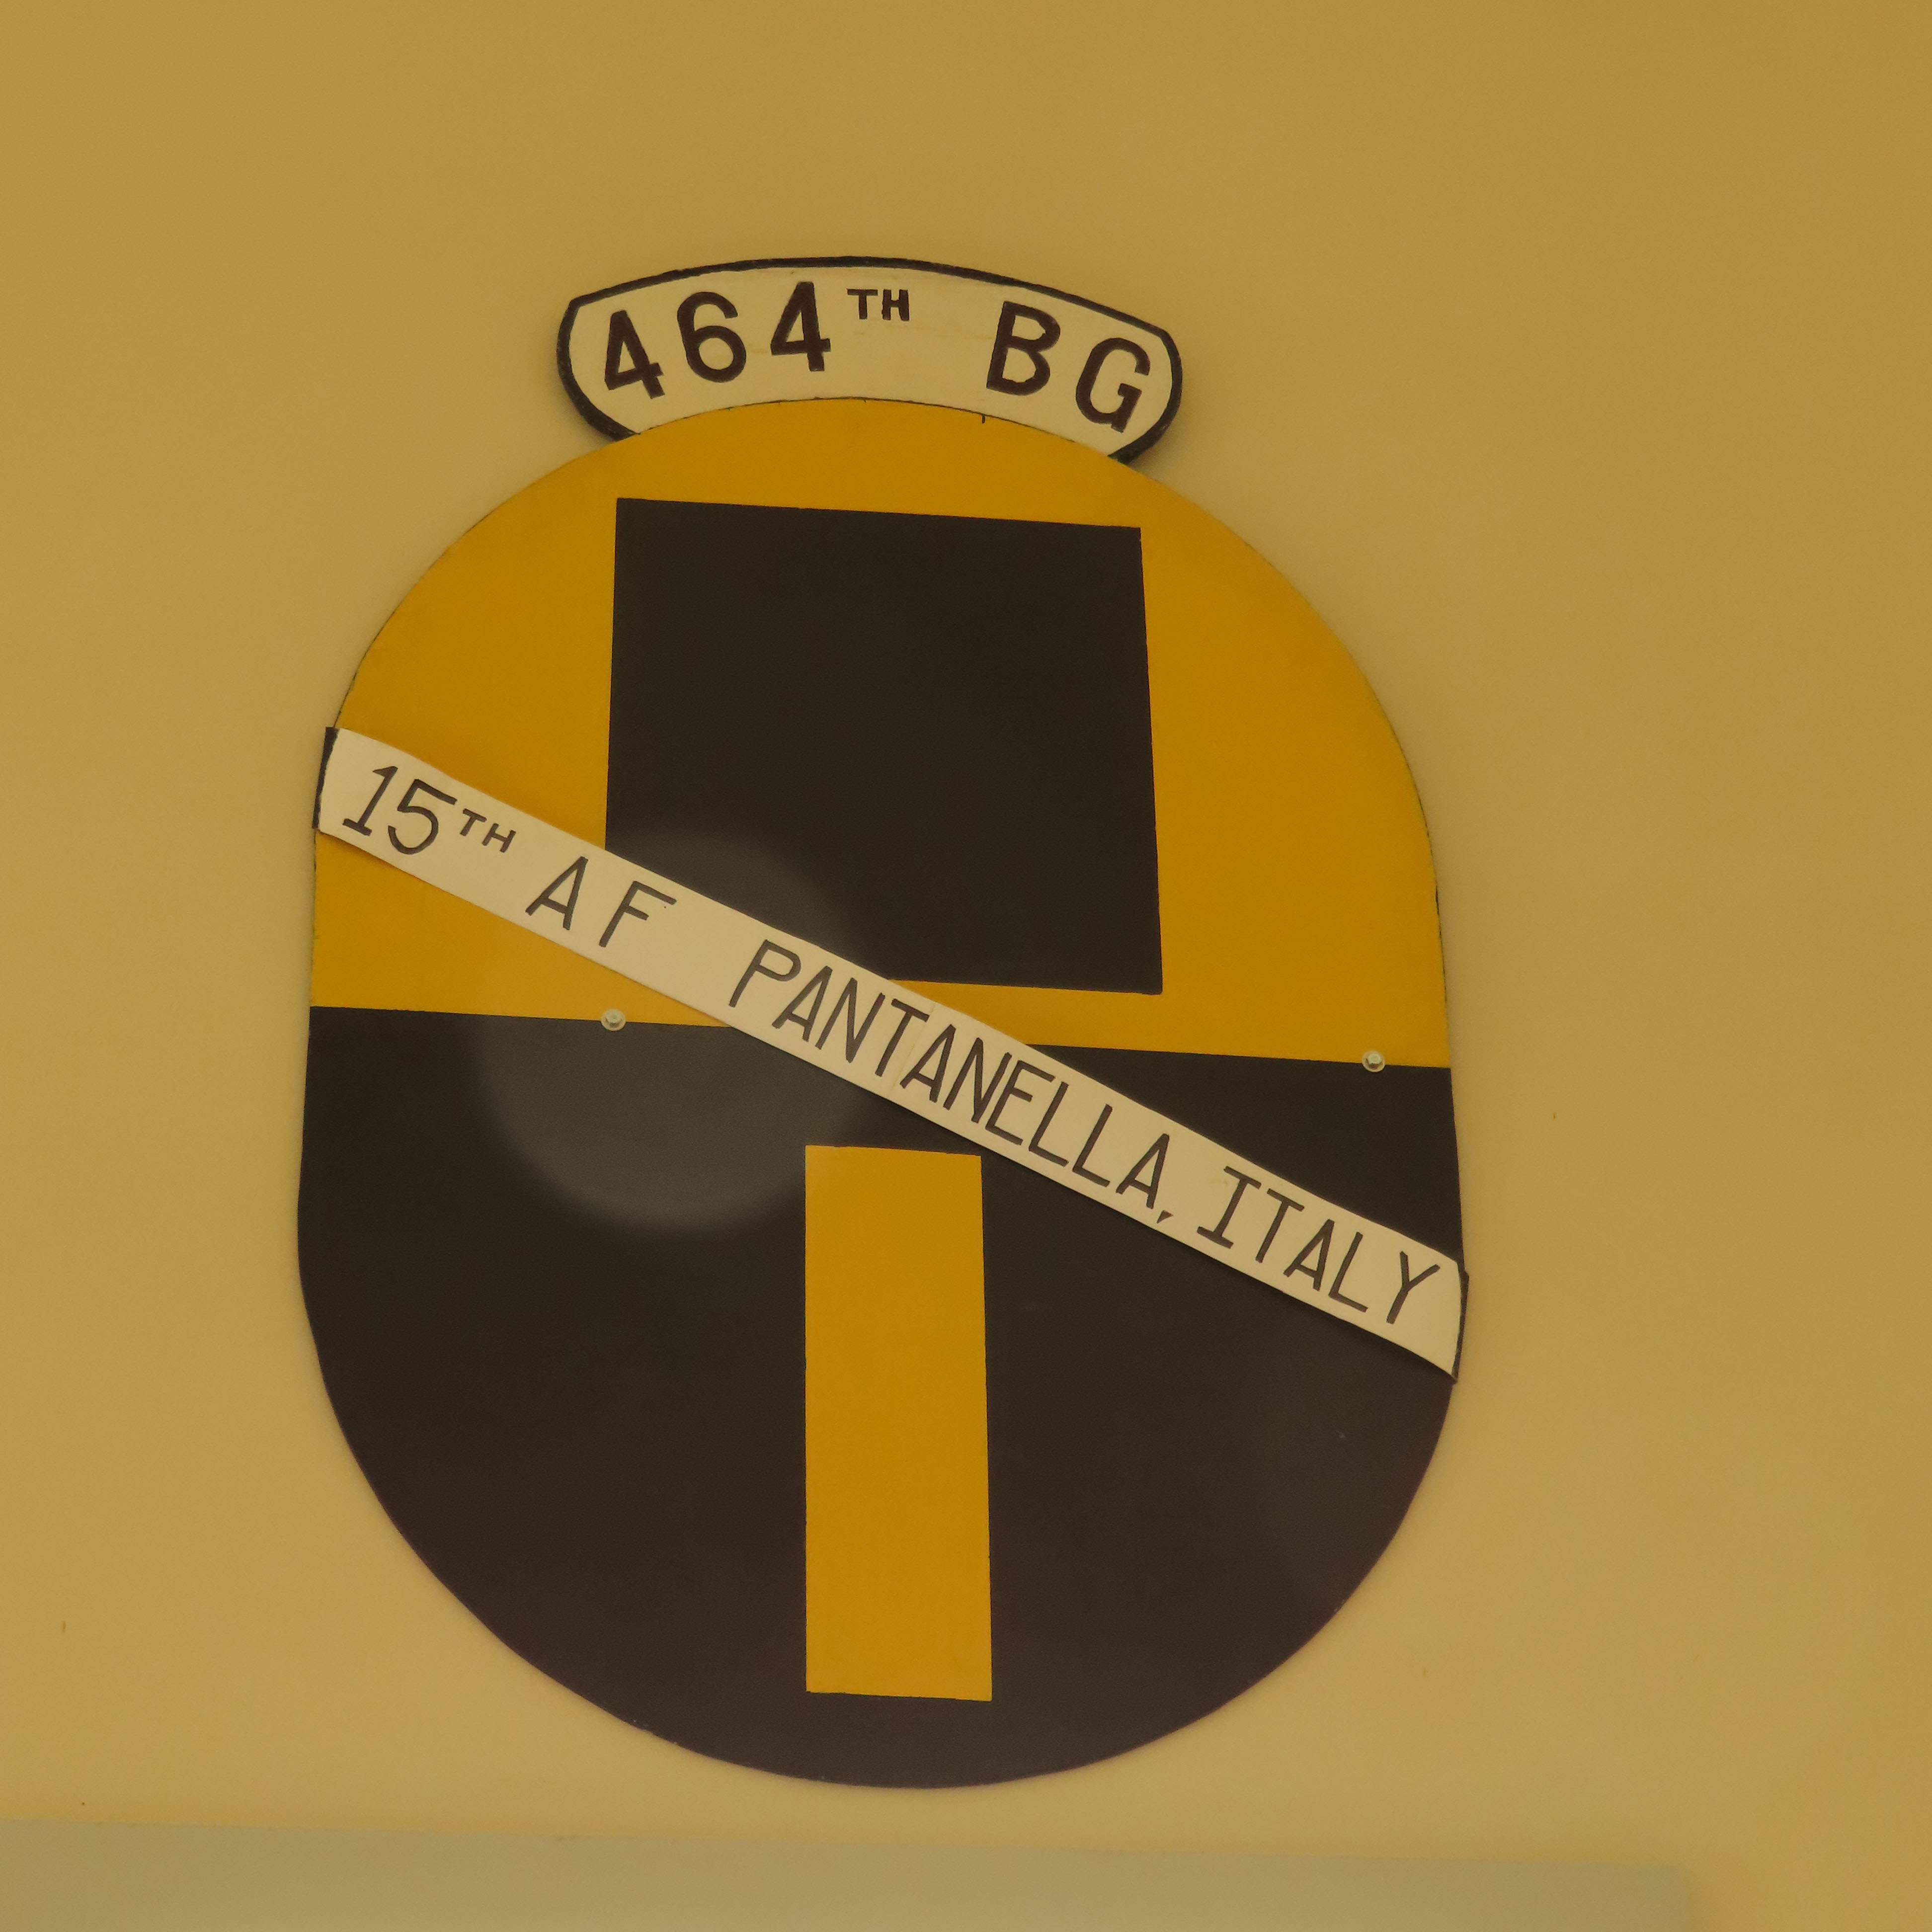 464TH BG
15TH AF PANTANELLA, ITALY